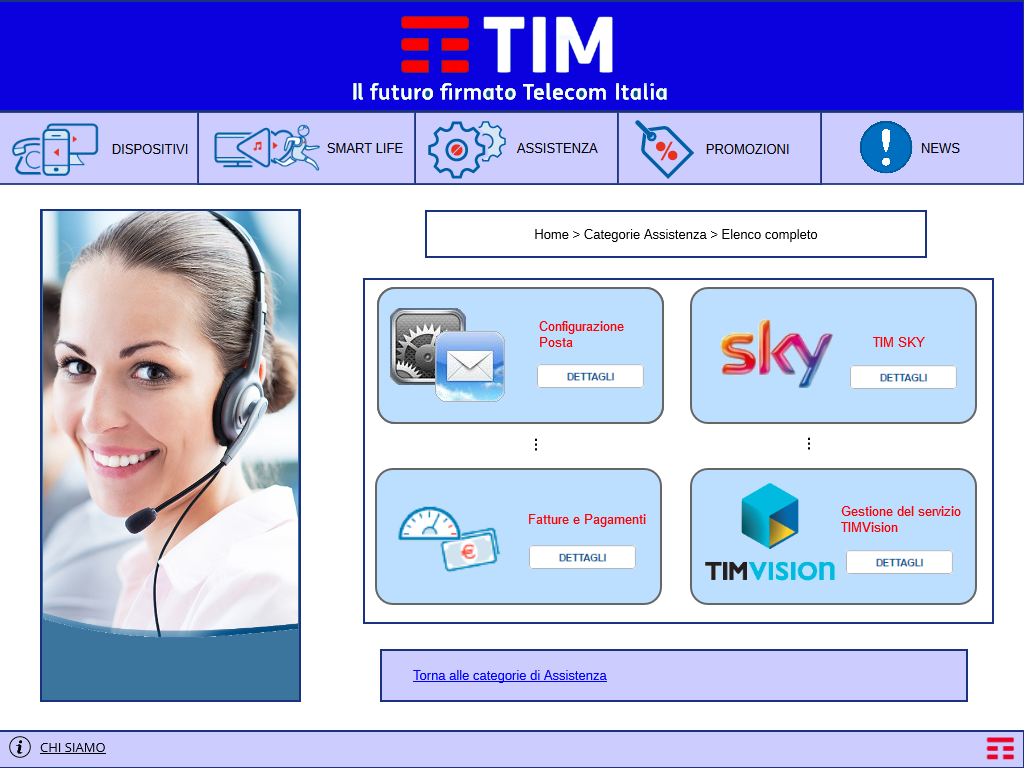 TIM
Il futuro firmato Telecom Italia
DISPOSITIVI
SMART LIFE
ASSISTENZA
PROMOZIONI
NEWS
Home > Categorie Assistenza > Elenco completo
Configurazione
Posta
DETTAGLI
sky
TIM SKY
DETTAGLI
Fatture e Pagamenti
DETTAGLI
TIMVISION
Gestione del servizio
TIMVision
DETTAGLI
Torna alle categorie di Assistenza
CHI SIAMO